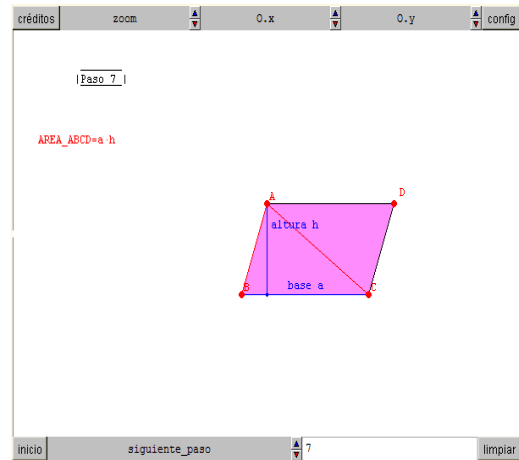 créditos zoom 0.x 0.y config
Paso 7
AREA_ABCD=a·h
A D
altura h
base a
B C
inicio siguiente_paso 7 limpiar